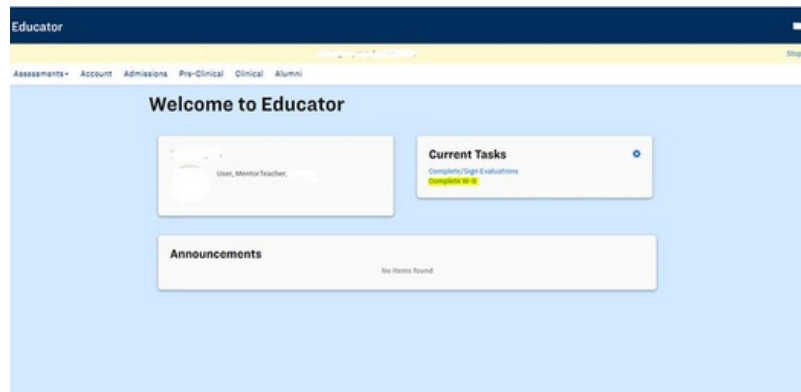 Educator
Shop
Assessments Account Admissions Pre-Clinical Clinical Alumni
Welcome to Educator
User, MentorTeacher,
Current Tasks
Complete/Sign Evaluations
Complete W-9
Announcements
No items found